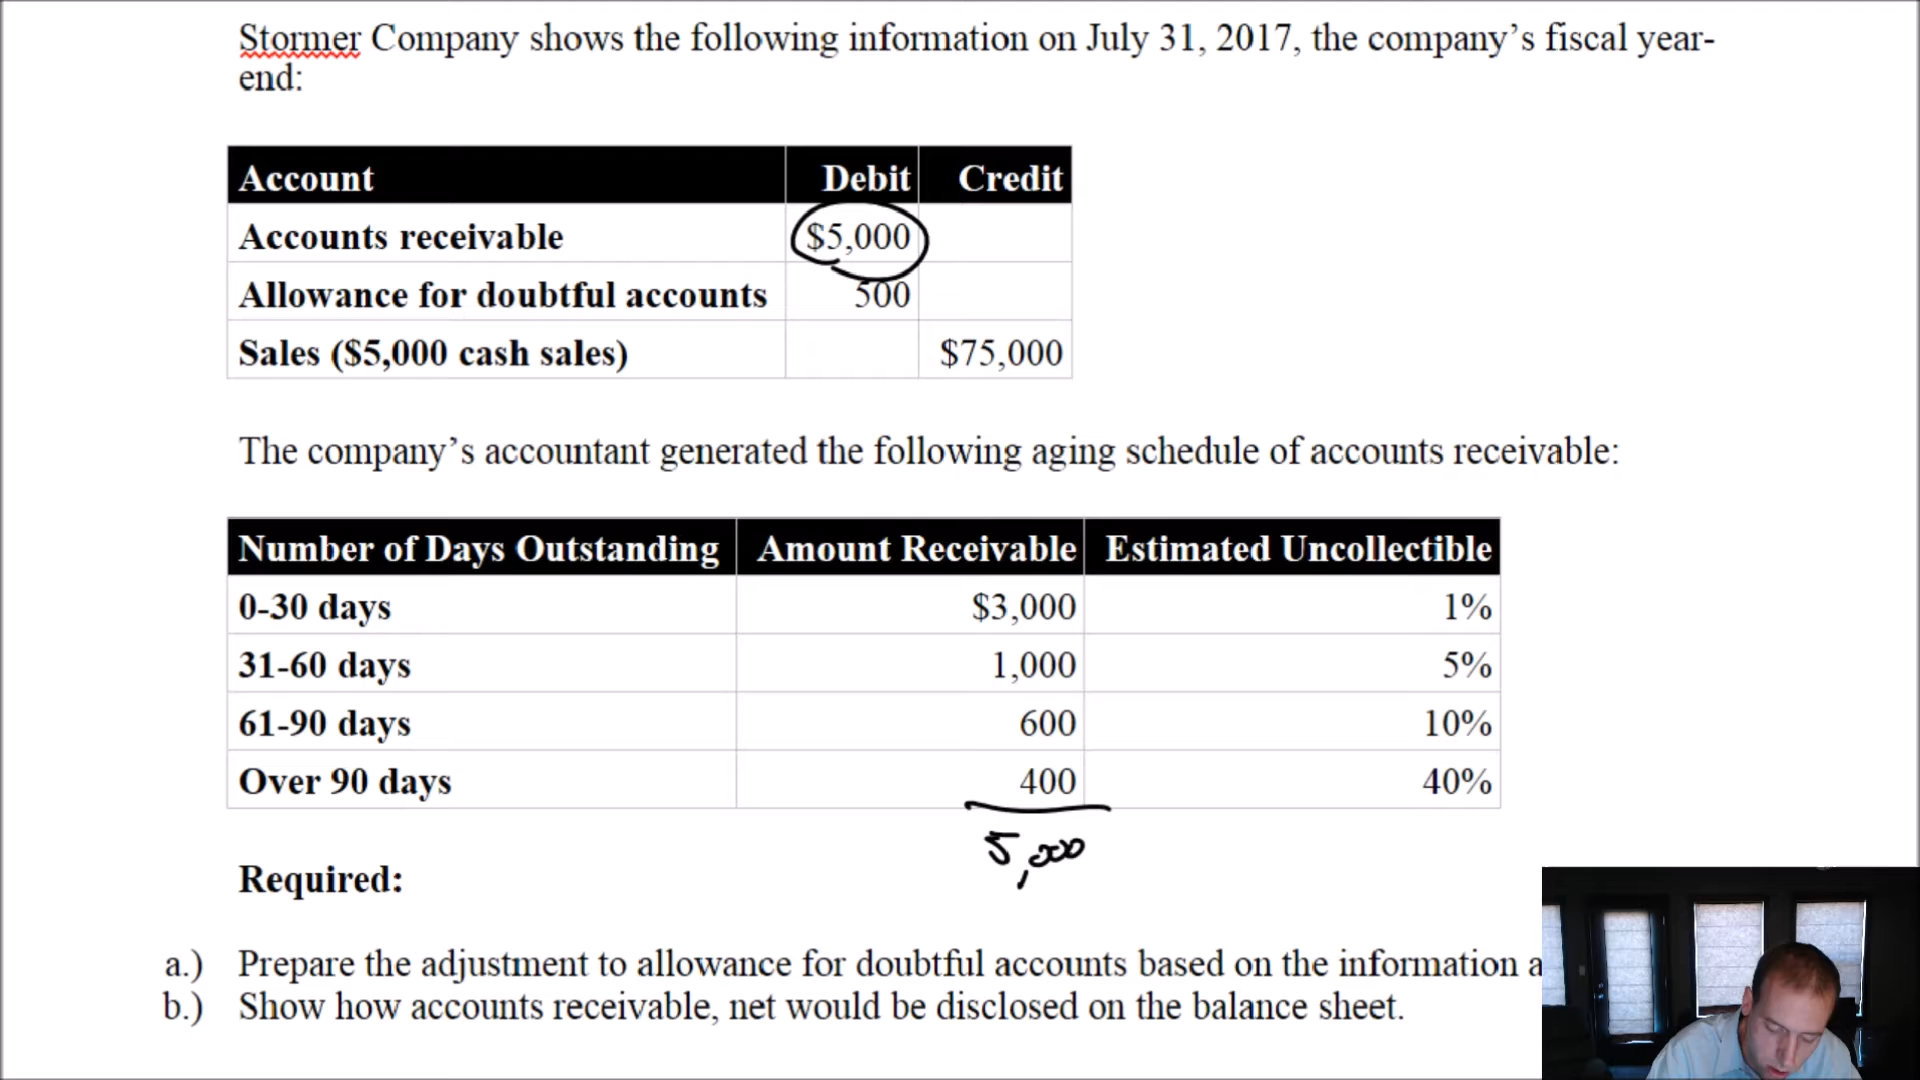 Stormer Company shows the following information on July 31, 2017, the company’s fiscal year-
end:
Account Debit Credit
Accounts receivable $5,000
Allowance for doubtful accounts 500
Sales ($5,000 cash sales) $75,000
The company’s accountant generated the following aging schedule of accounts receivable:
Number of Days Outstanding Amount Receivable Estimated Uncollectible
0-30 days $3,000 1%
31-60 days 1,000 5%
61-90 days 600 10%
Over 90 days 400 40%
5,000
Required:
a.) Prepare the adjustment to allowance for doubtful accounts based on the information a
b.) Show how accounts receivable, net would be disclosed on the balance sheet.